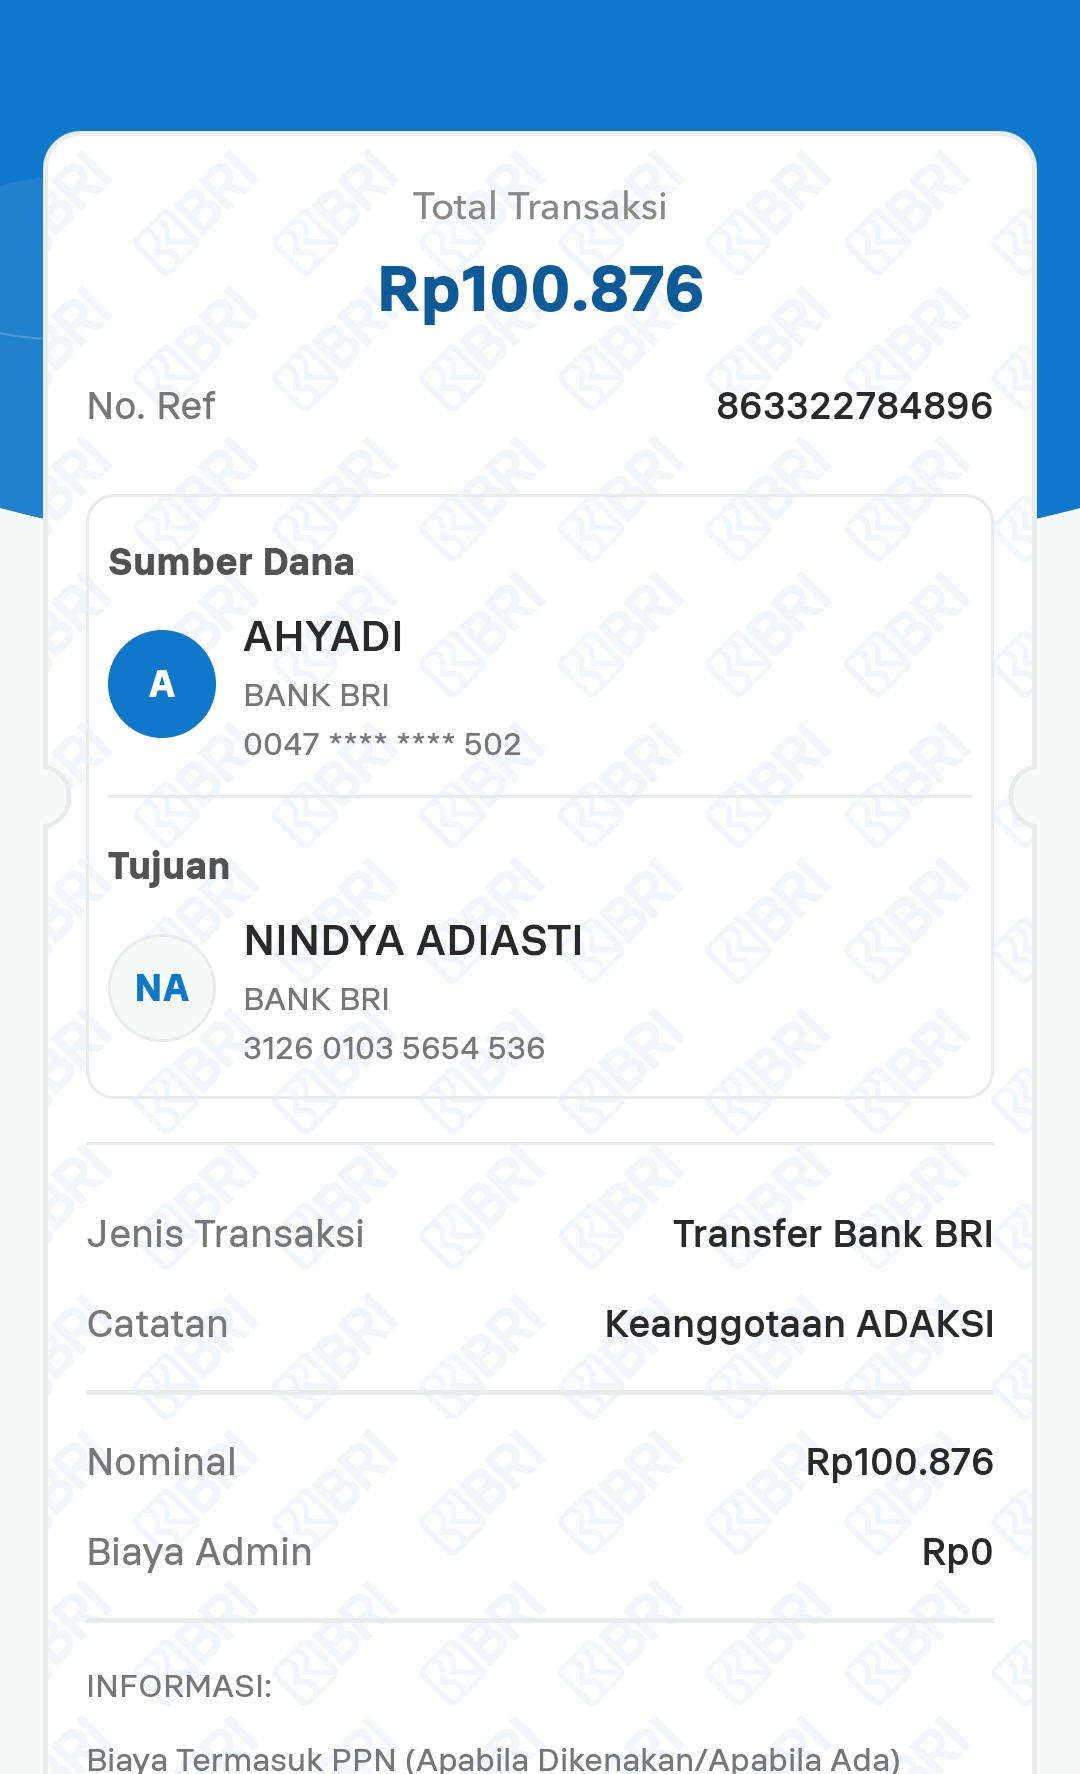 Total Transaksi
Rp100.876
No. Ref 863322784896
Sumber Dana
A
AHYADI
BANK BRI
0047 **** **** 502
Tujuan
NA
NINDYA ADIASTI
BANK BRI
3126 0103 5654 536
Jenis Transaksi Transfer Bank BRI
Catatan Keanggotaan ADAKSI
Nominal Rp100.876
Biaya Admin Rp0
INFORMASI:
Biaya Termasuk PPN (Apabila Dikenakan/Apabila Ada)